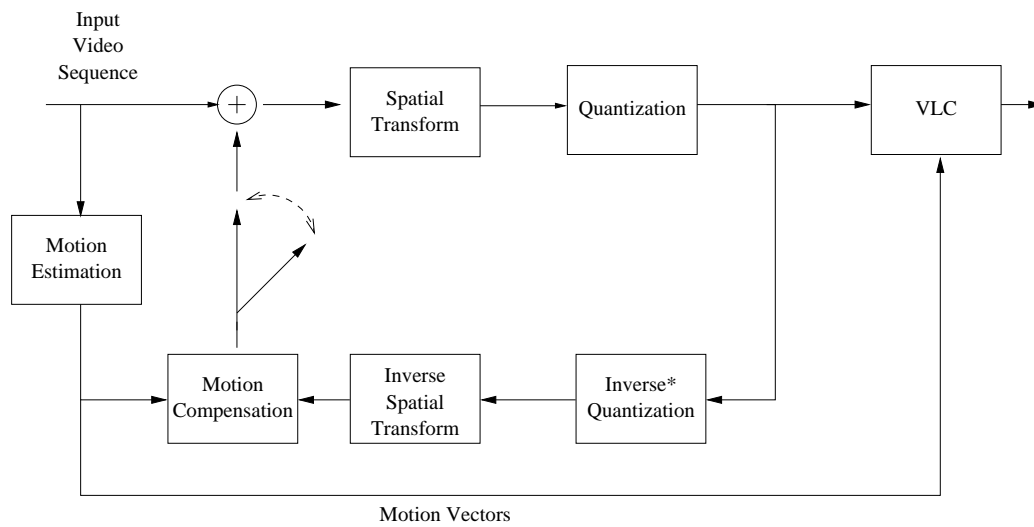 Input
Video
Sequence
+
Spatial
Transform
Quantization
VLC
Motion
Estimation
Motion
Compensation
Inverse
Spatial
Transform
Inverse*
Quantization
Motion Vectors